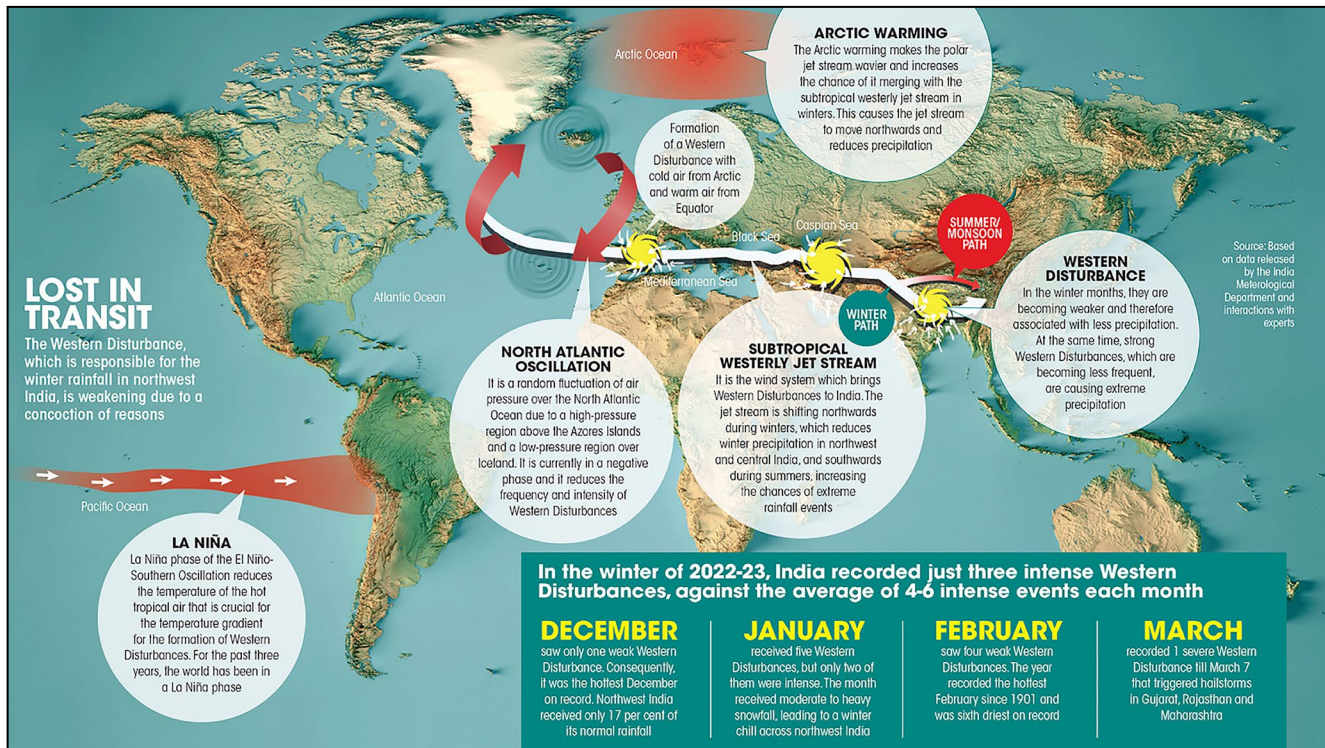 Arctic Ocean
ARCTIC WARMING
The Arctic warming makes the polar
jet stream wavier and increases
the chance of it merging with the
subtropical westerly jet stream in
winters. This causes the jet stream
to move northwards and
reduces precipitation
Formation
of a Western
Disturbance with
cold air from Arctic
and warm air from
Equator
Caspian Sea
Black Sea
Mediterranean Sea
SUMMER/
MONSOON
PATH
WINTER
PATH
Atlantic Ocean
Source: Based
on data released
by the India
Meterological
Department and
interactions with
experts
WESTERN
DISTURBANCE
In the winter months, they are
becoming weaker and therefore
associated with less precipitation.
At the same time, strong
Western Disturbances, which are
becoming less frequent,
are causing extreme
precipitation
LOST IN
TRANSIT
The Western Disturbance,
which is responsible for the
winter rainfall in northwest
India, is weakening due to a
concoction of reasons
NORTH ATLANTIC
OSCILLATION
It is a random fluctuation of air
pressure over the North Atlantic
Ocean due to a high-pressure
region above the Azores Islands
and a low-pressure region over
Iceland. It is currently in a negative
phase and it reduces the
frequency and intensity of
Western Disturbances
SUBTROPICAL
WESTERLY JET STREAM
It is the wind system which brings
Western Disturbances to India. The
jet stream is shifting northwards
during winters, which reduces
winter precipitation in northwest
and central India, and southwards
during summers, increasing
the chances of extreme
rainfall events
Pacific Ocean
LA NIÑA
La Niña phase of the El Niño-
Southern Oscillation reduces
the temperature of the hot
tropical air that is crucial for
the temperature gradient
for the formation of Western
Disturbances. For the past three
years, the world has been in
a La Niña phase
In the winter of 2022-23, India recorded just three intense Western
Disturbances, against the average of 4-6 intense events each month
DECEMBER
saw only one weak Western
Disturbance. Consequently,
it was the hottest December
on record. Northwest India
received only 17 per cent of
its normal rainfall
JANUARY
received five Western
Disturbances, but only two of
them were intense. The month
received moderate to heavy
snowfall, leading to a winter
chill across northwest India
FEBRUARY
saw four weak Western
Disturbances. The year
recorded the hottest
February since 1901 and
was sixth driest on record
MARCH
recorded 1 severe Western
Disturbance till March 7
that triggered hailstorms
in Gujarat, Rajasthan and
Maharashtra